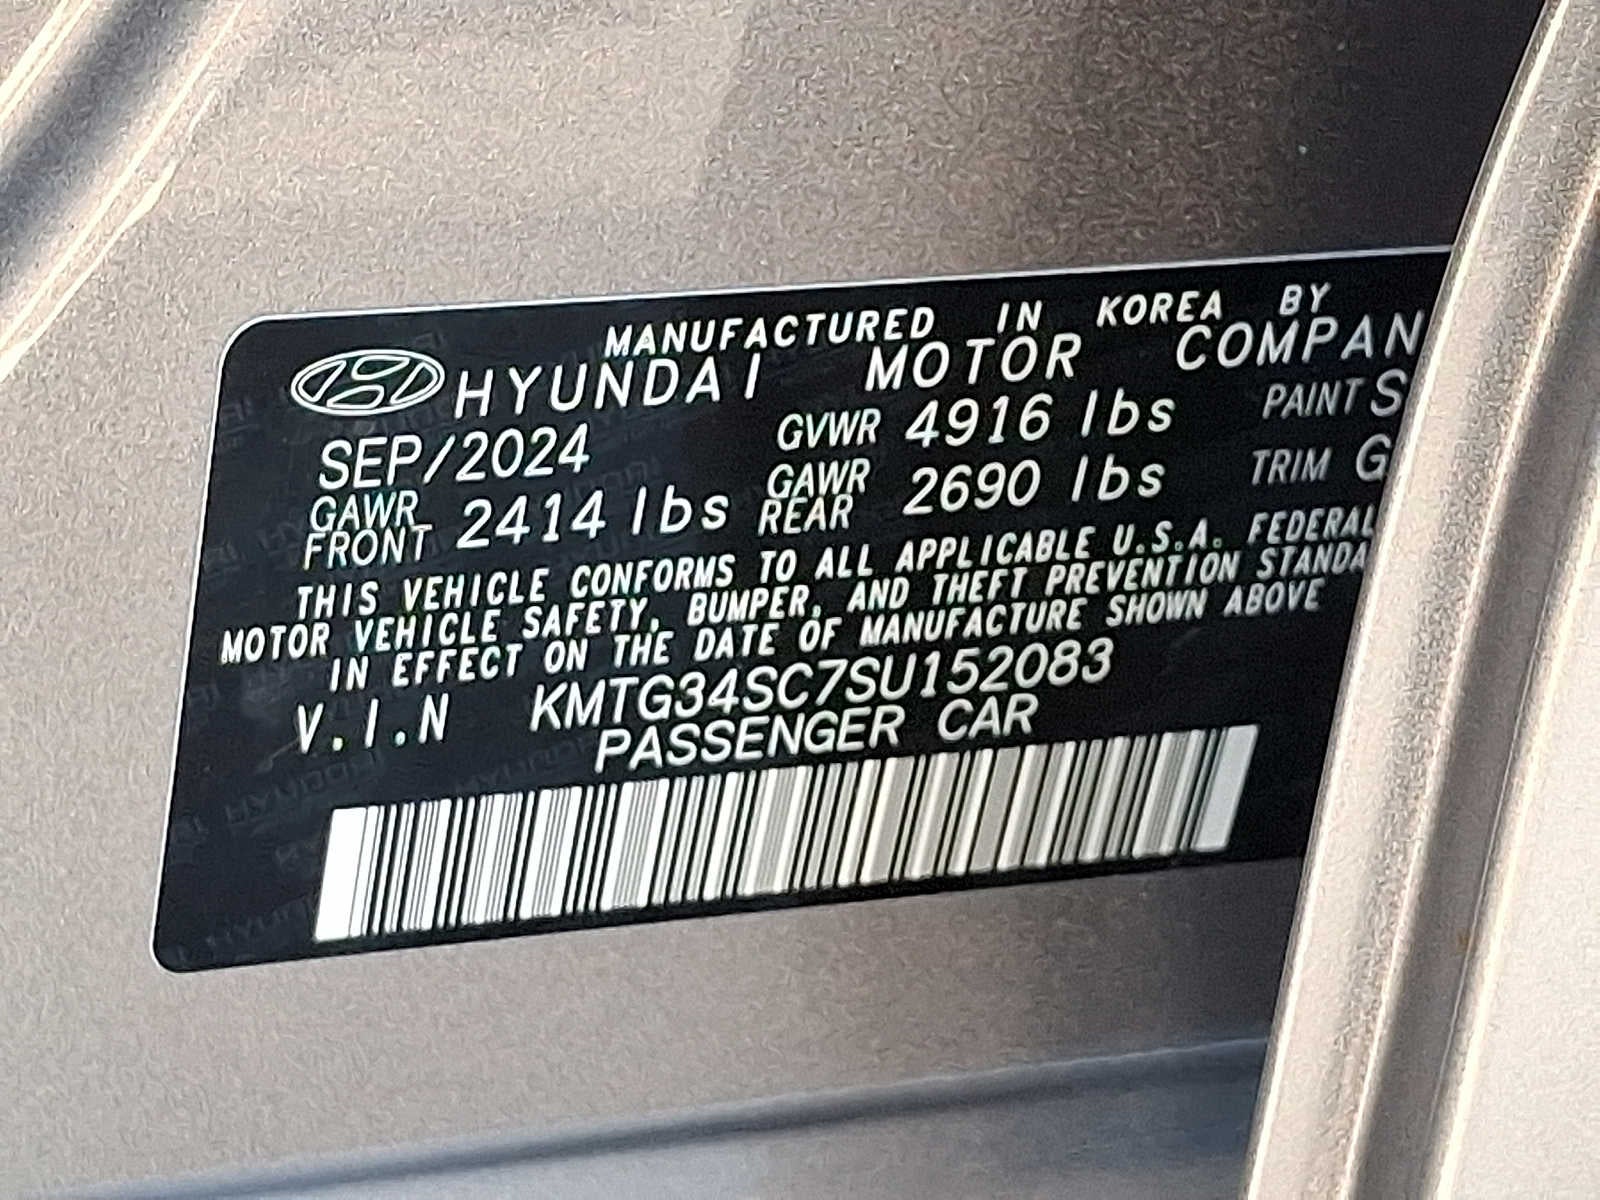 MANUFACTURED IN KOREA BY
HYUNDAI MOTOR COMPAN
SEP/2024 GVWR 4916 lbs PAINT S
GAWR FRONT 2414 lbs GAWR REAR 2690 lbs TRIM G
THIS VEHICLE CONFORMS TO ALL APPLICABLE U.S.A. FEDERAL
MOTOR VEHICLE SAFETY, BUMPER, AND THEFT PREVENTION STANDA
IN EFFECT ON THE DATE OF MANUFACTURE SHOWN ABOVE
V.I.N KMTG34SC7SU152083
PASSENGER CAR